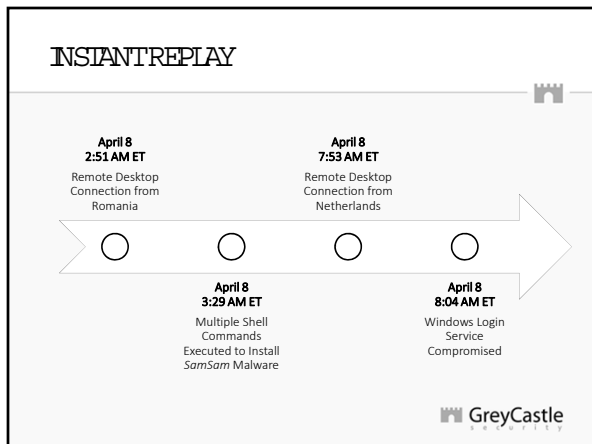 INSTANT REPLAY
April 8
2:51 AM ET
Remote Desktop
Connection from
Romania
April 8
7:53 AM ET
Remote Desktop
Connection from
Netherlands
April 8
3:29 AM ET
Multiple Shell
Commands
Executed to Install
SamSam Malware
April 8
8:04 AM ET
Windows Login
Service
Compromised
GreyCastle
security